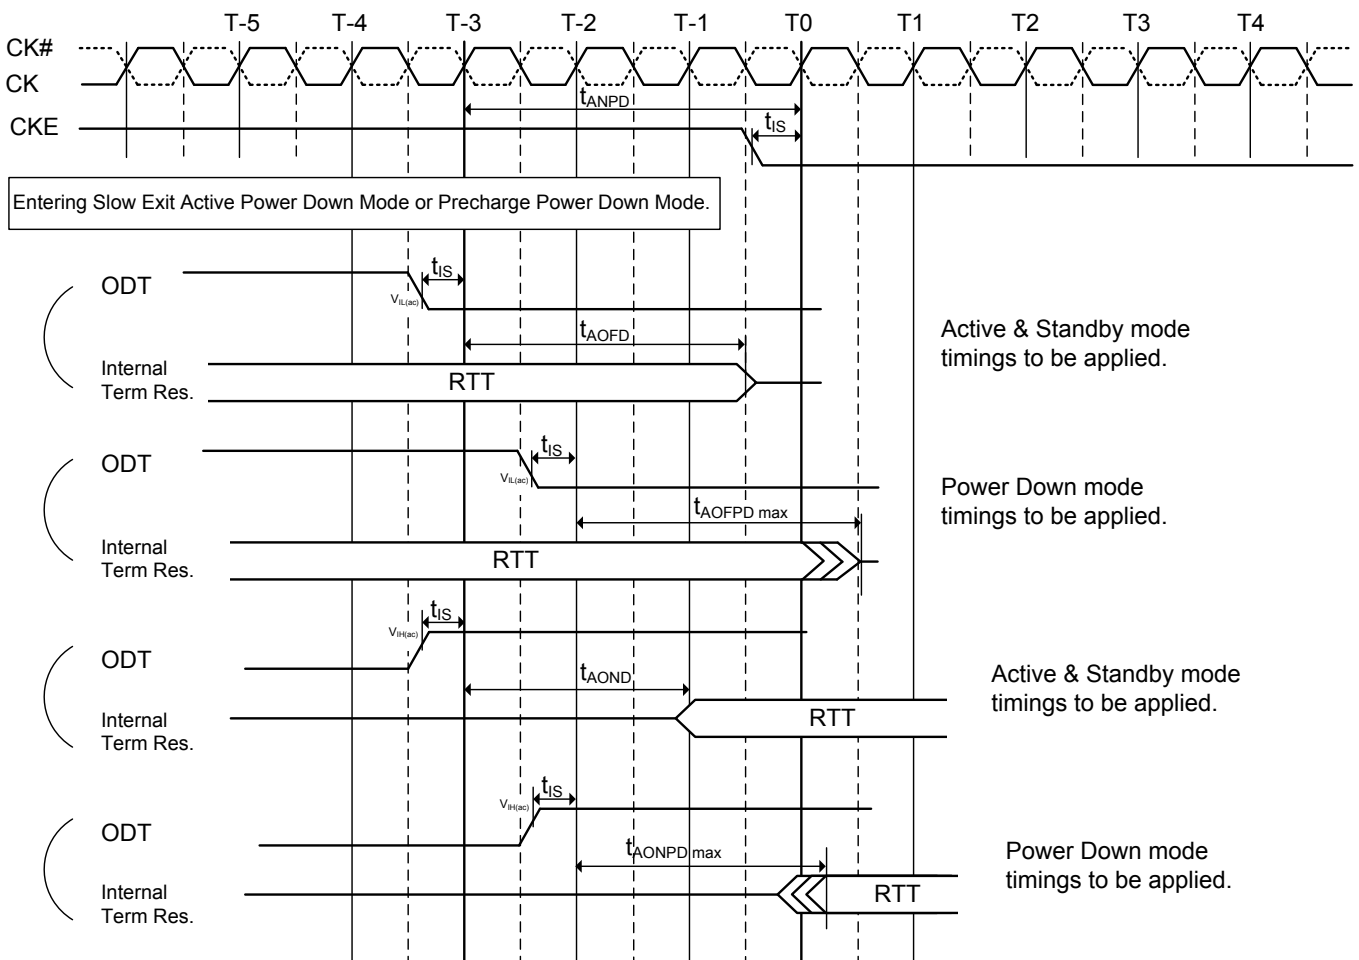 T-5 T-4 T-3 T-2 T-1 T0 T1 T2 T3 T4
CK#
CK
tANPD
CKE
tIS
Entering Slow Exit Active Power Down Mode or Precharge Power Down Mode.
ODT
tIS
VIL(ac)
tAOFD
Internal
Term Res.
RTT
Active & Standby mode
timings to be applied.
ODT
tIS
VIL(ac)
tAOFPD max
Internal
Term Res.
RTT
Power Down mode
timings to be applied.
ODT
tIS
VIH(ac)
tAOND
Internal
Term Res.
RTT
Active & Standby mode
timings to be applied.
ODT
tIS
VIH(ac)
tAONPD max
Internal
Term Res.
RTT
Power Down mode
timings to be applied.